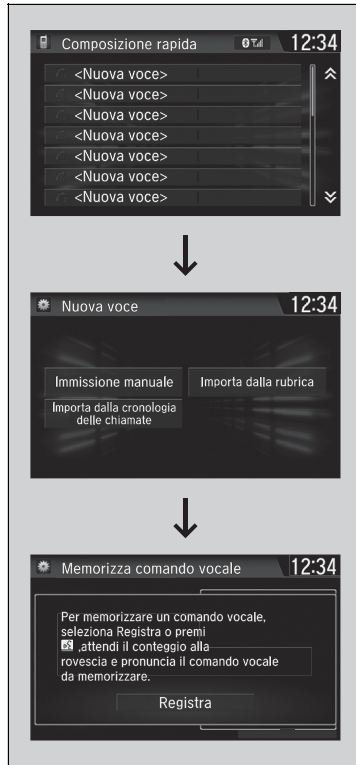 Composizione rapida 12:34
<Nuova voce>
<Nuova voce>
<Nuova voce>
<Nuova voce>
<Nuova voce>
<Nuova voce>
<Nuova voce>
Nuova voce 12:34
Immissione manuale Importa dalla rubrica
Importa dalla cronologia
delle chiamate
Memorizza comando vocale 12:34
Per memorizzare un comando vocale,
seleziona Registra o premi
,attendi il conteggio alla
rovescia e pronuncia il comando vocale
da memorizzare.
Registra